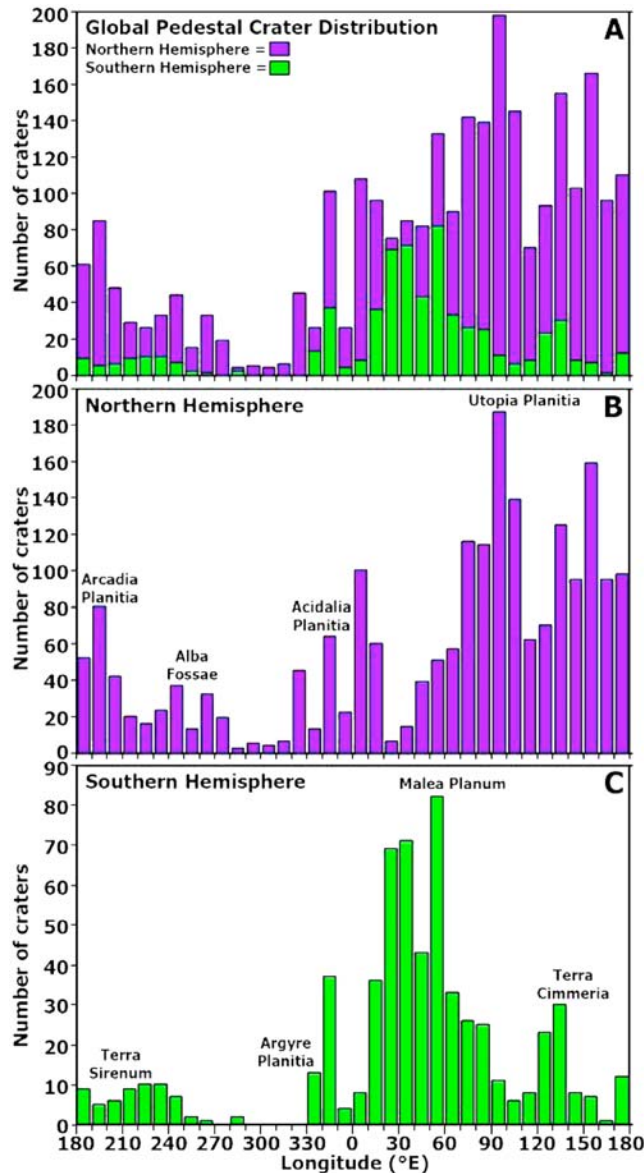 Global Pedestal Crater Distribution
A
Northern Hemisphere =
Southern Hemisphere =
Number of craters
200
180
160
140
120
100
80
60
40
20
0
Northern Hemisphere
B
Utopia Planitia
Arcadia
Planitia
Alba
Fossae
Acidalia
Planitia
Number of craters
200
180
160
140
120
100
80
60
40
20
0
Southern Hemisphere
C
Malea Planum
Terra
Cimmeria
Argyre
Planitia
Terra
Sirenum
Number of craters
90
80
70
60
50
40
30
20
10
0
180 210 240 270 300 330 0 30 60 90 120 150 180
Longitude (°E)